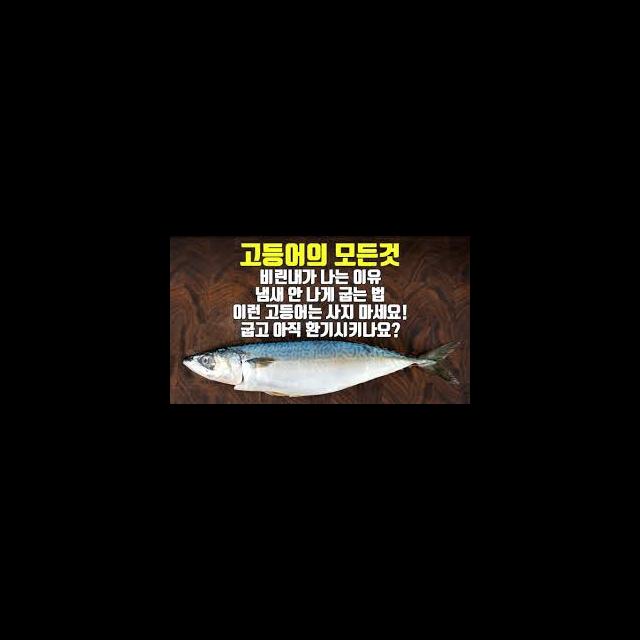 고등어의 모든것
비린내가 나는 이유
냄새 안 나게 굽는 법
이런 고등어는 사지 마세요!
굽고 아직 환기시키나요?